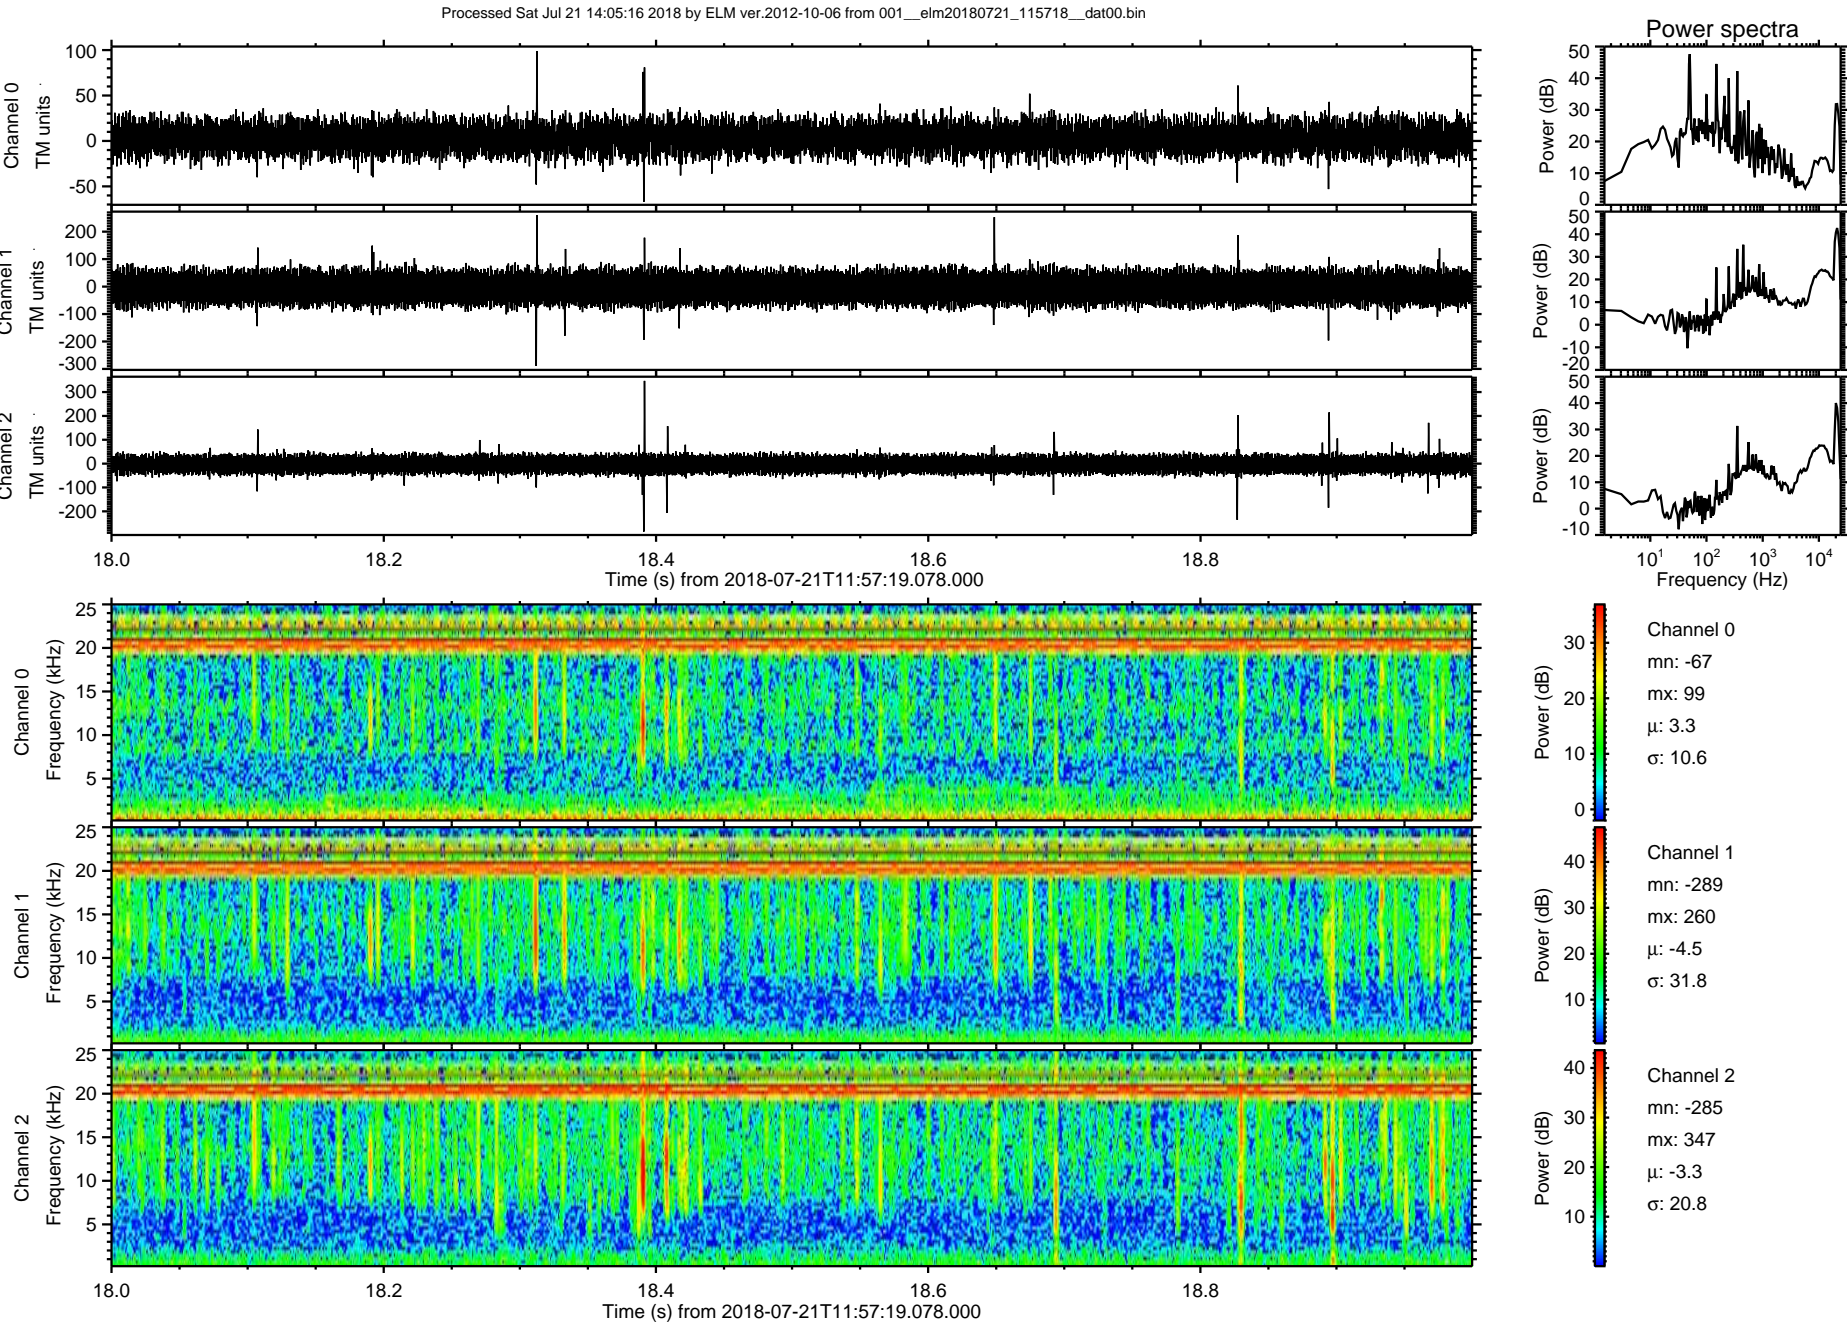 Processed Sat Jul 21 14:05:16 2018 by ELM ver.2012-10-06 from 001__elm20180721_115718__dat00.bin
Power spectra
Channel 0
TM units
100
50
0
-50
Power (dB)
50
40
30
20
10
0
Channel 1
TM units
200
100
0
-100
-200
-300
Power (dB)
50
40
30
20
10
0
-10
-20
Channel 2
TM units
300
200
100
0
-100
-200
Power (dB)
50
40
30
20
10
0
-10
18.0 18.2 18.4 18.6 18.8
Time (s) from 2018-07-21T11:57:19.078.000
10¹ 10² 10³ 10⁴
Frequency (Hz)
Channel 0
Frequency (kHz)
25
20
15
10
5
Power (dB)
30
20
10
0
Channel 0
mn: -67
mx: 99
μ: 3.3
σ: 10.6
Channel 1
Frequency (kHz)
25
20
15
10
5
Power (dB)
40
30
20
10
Channel 1
mn: -289
mx: 260
μ: -4.5
σ: 31.8
Channel 2
Frequency (kHz)
25
20
15
10
5
Power (dB)
40
30
20
10
Channel 2
mn: -285
mx: 347
μ: -3.3
σ: 20.8
18.0 18.2 18.4 18.6 18.8
Time (s) from 2018-07-21T11:57:19.078.000